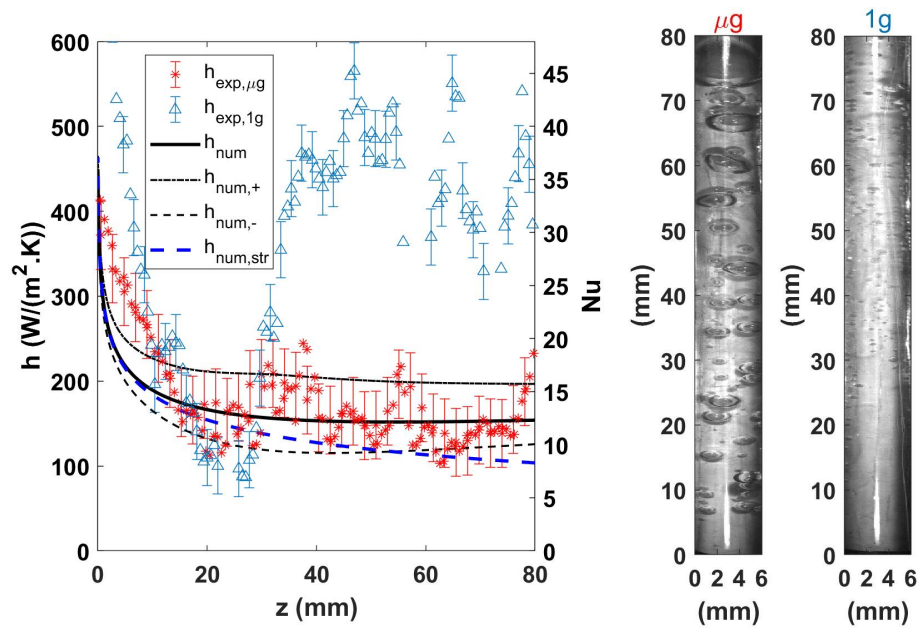 h (W/(m².K))
600
500
400
300
200
100
0
0 20 40 60 80
z (mm)
h_exp,μg
h_exp,1g
h_num
h_num,+
h_num,-
h_num,str
45
40
35
30
25
20
15
10
5
0
Nu
μg
80
70
60
50
40
30
20
10
0
(mm)
0 2 4 6
(mm)
1g
80
70
60
50
40
30
20
10
0
(mm)
0 2 4 6
(mm)